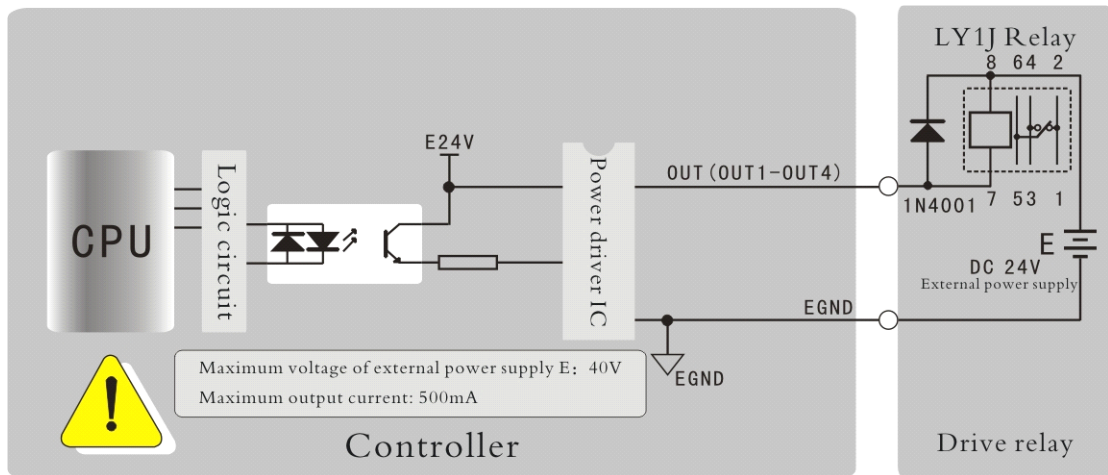 LY1J Relay
8 64 2
E24V
OUT(OUT1-OUT4)
1N4001 7 53 1
CPU
Logic circuit
Power driver IC
E
DC 24V
External power supply
EGND
EGND
Maximum voltage of external power supply E: 40V
Maximum output current: 500mA
Controller
Drive relay